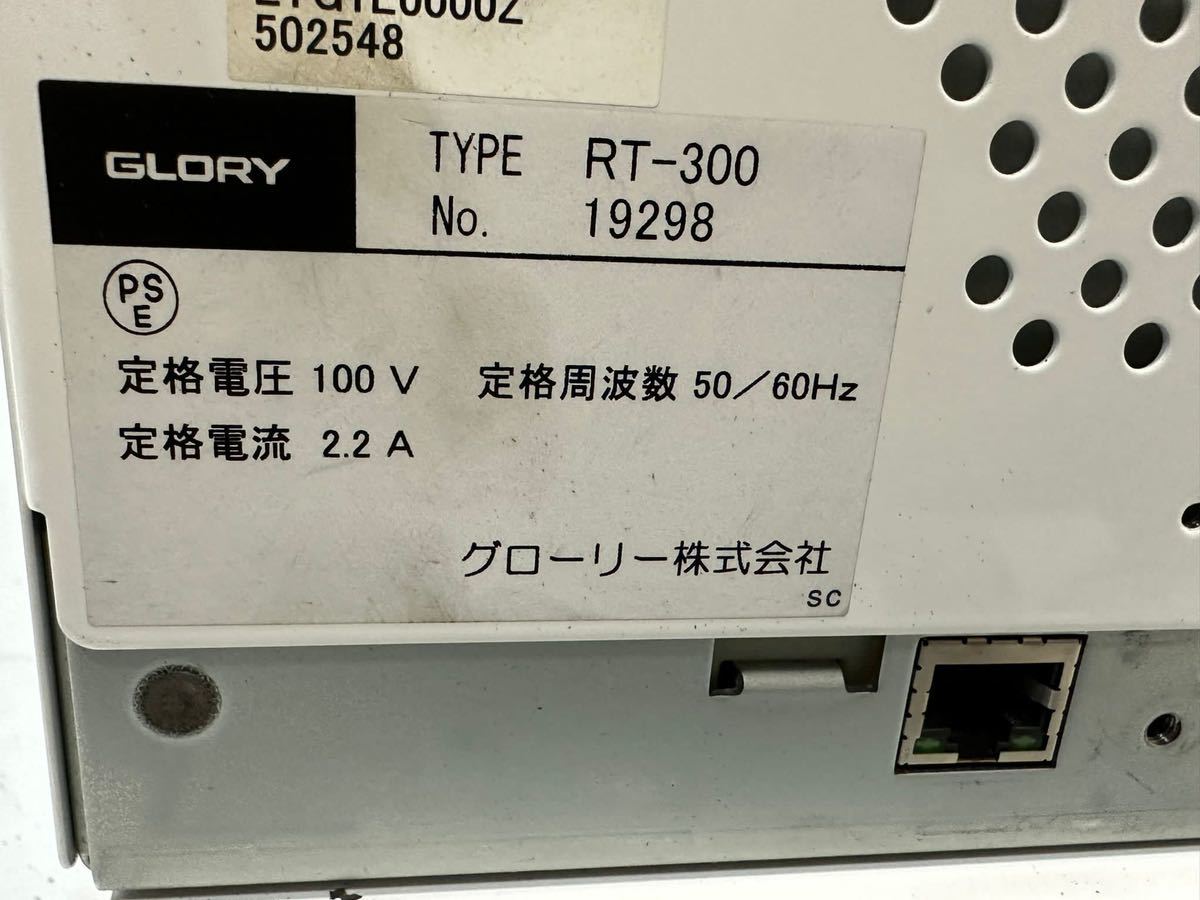 502548
GLORY
TYPE RT-300
No. 19298
PS
E
定格電圧 100 V 定格周波数 50/60Hz
定格電流 2.2 A
グローリー株式会社
SC